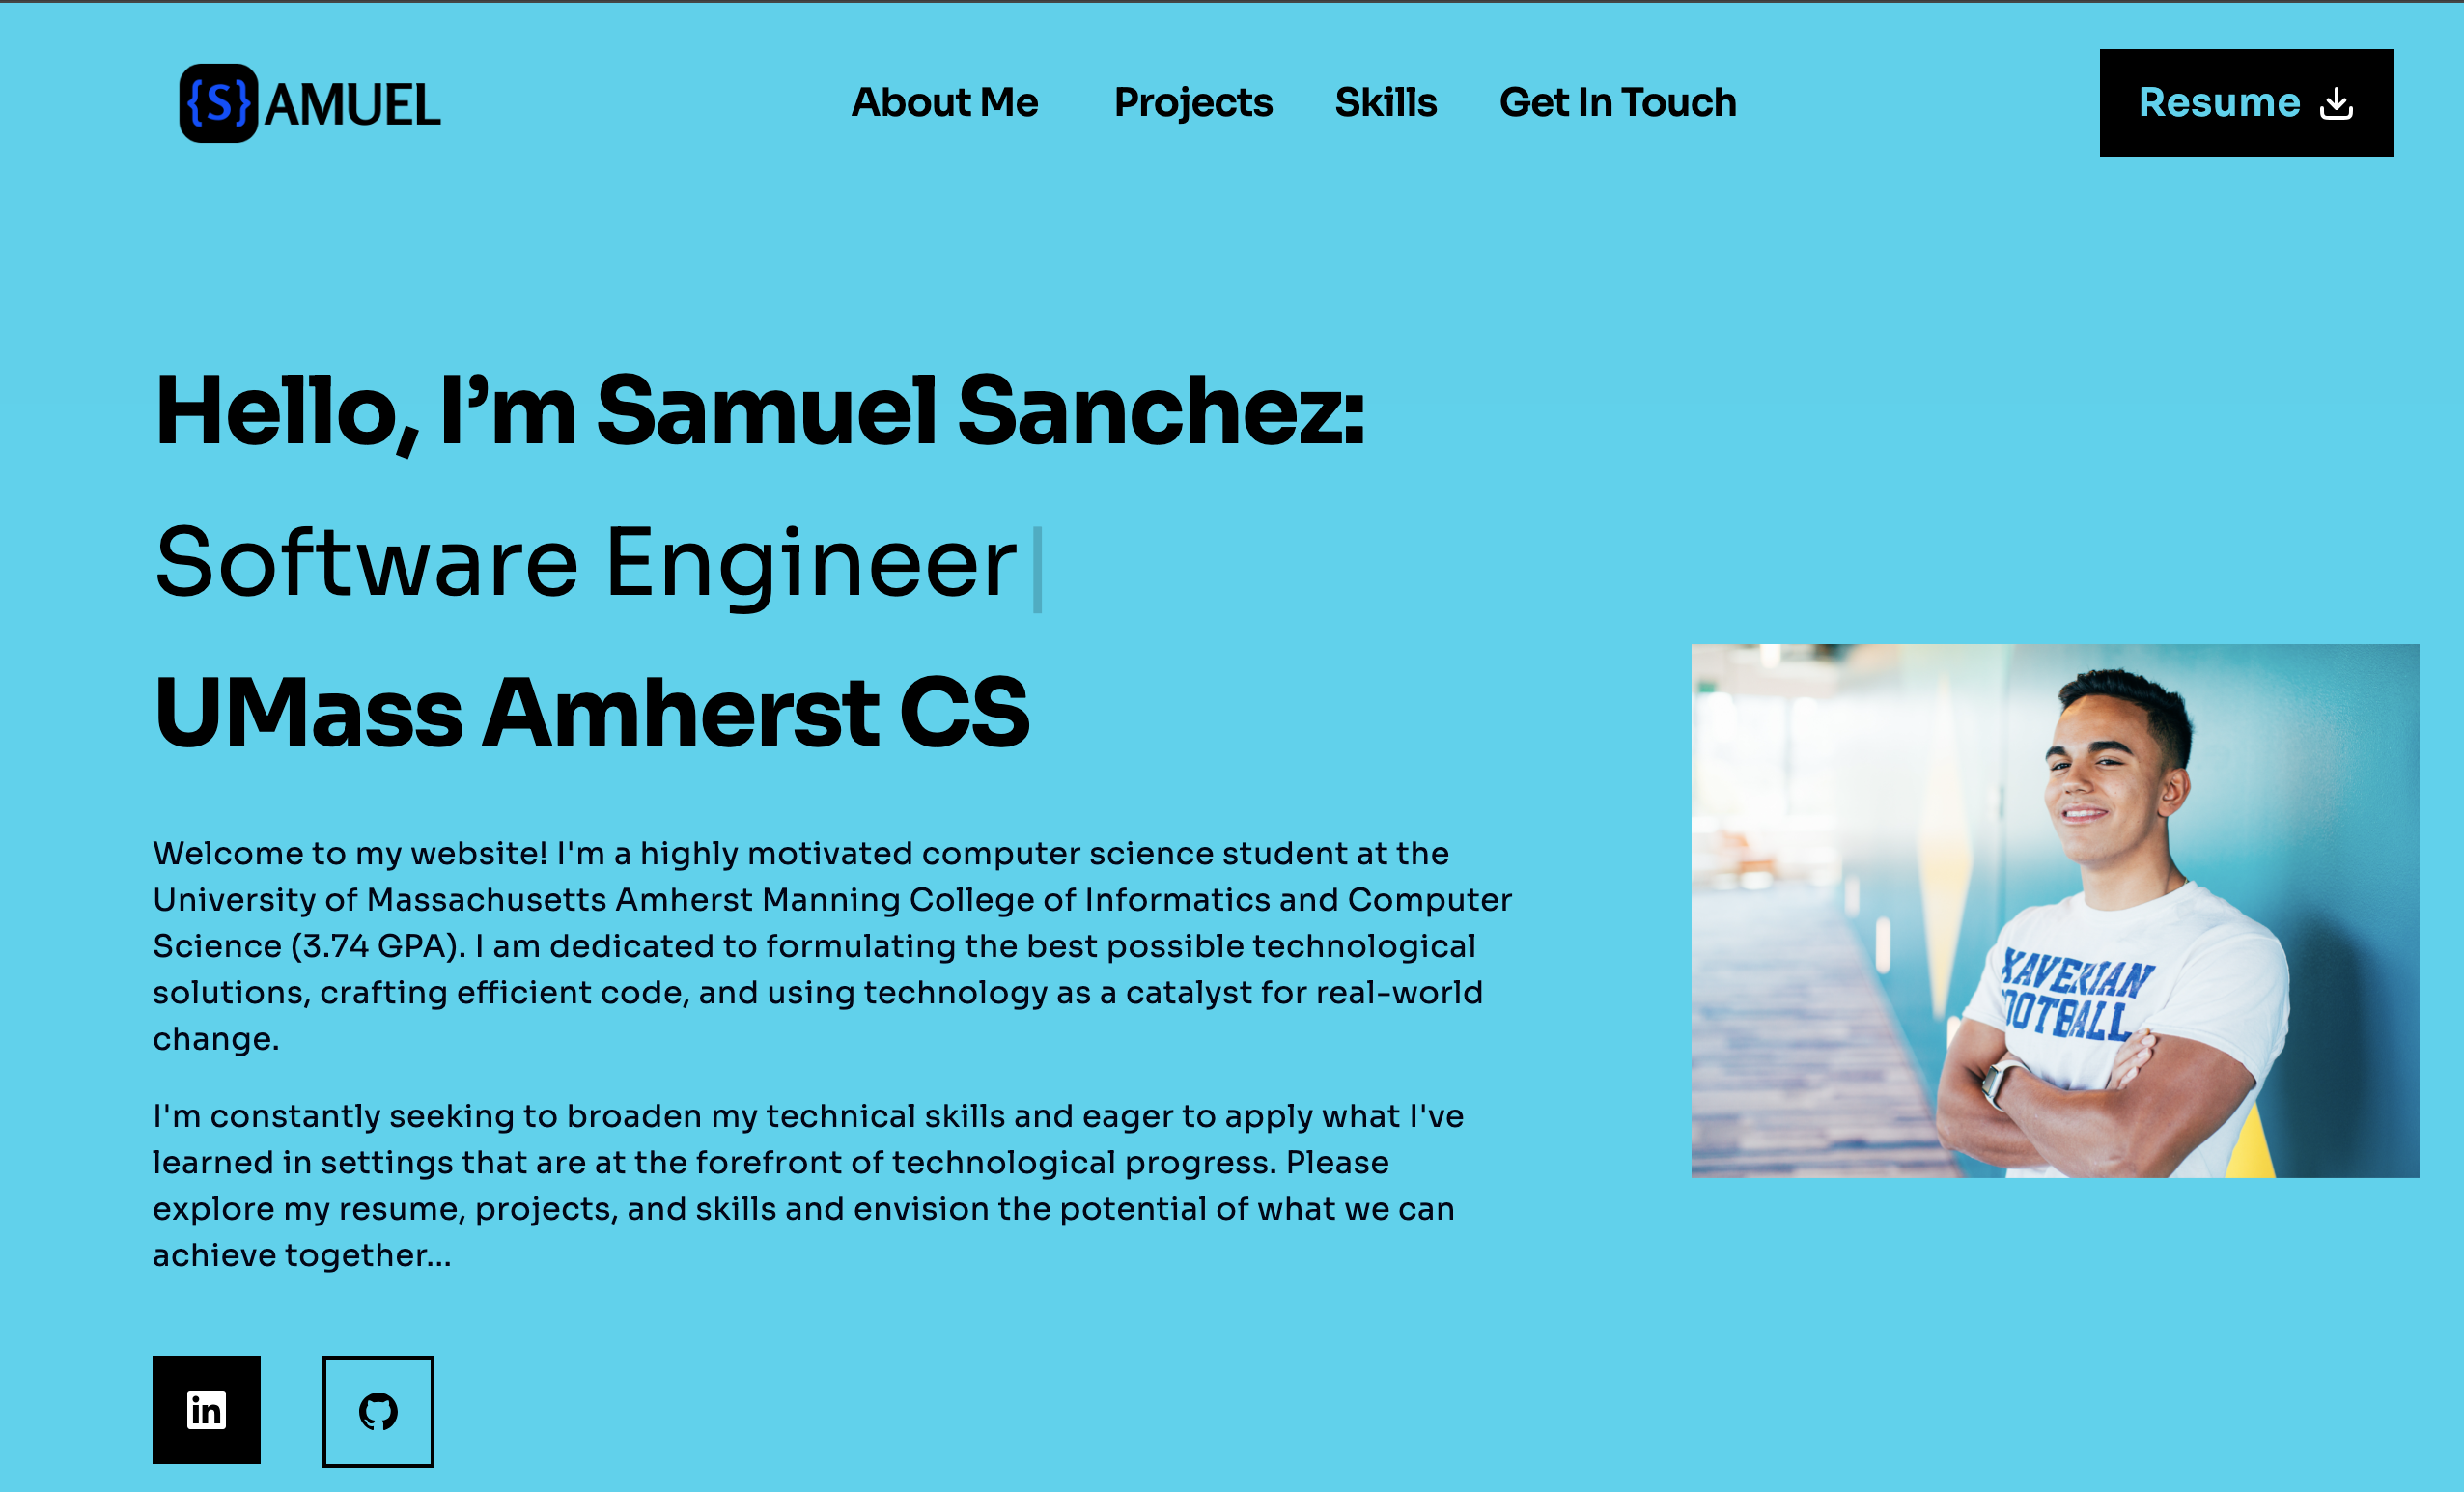 {S}AMUEL
About Me Projects Skills Get In Touch
Resume
Hello, I’m Samuel Sanchez:
Software Engineer|
UMass Amherst CS
Welcome to my website! I'm a highly motivated computer science student at the
University of Massachusetts Amherst Manning College of Informatics and Computer
Science (3.74 GPA). I am dedicated to formulating the best possible technological
solutions, crafting efficient code, and using technology as a catalyst for real-world
change.
I'm constantly seeking to broaden my technical skills and eager to apply what I've
learned in settings that are at the forefront of technological progress. Please
explore my resume, projects, and skills and envision the potential of what we can
achieve together...
XAVERIAN
FOOTBALL
in